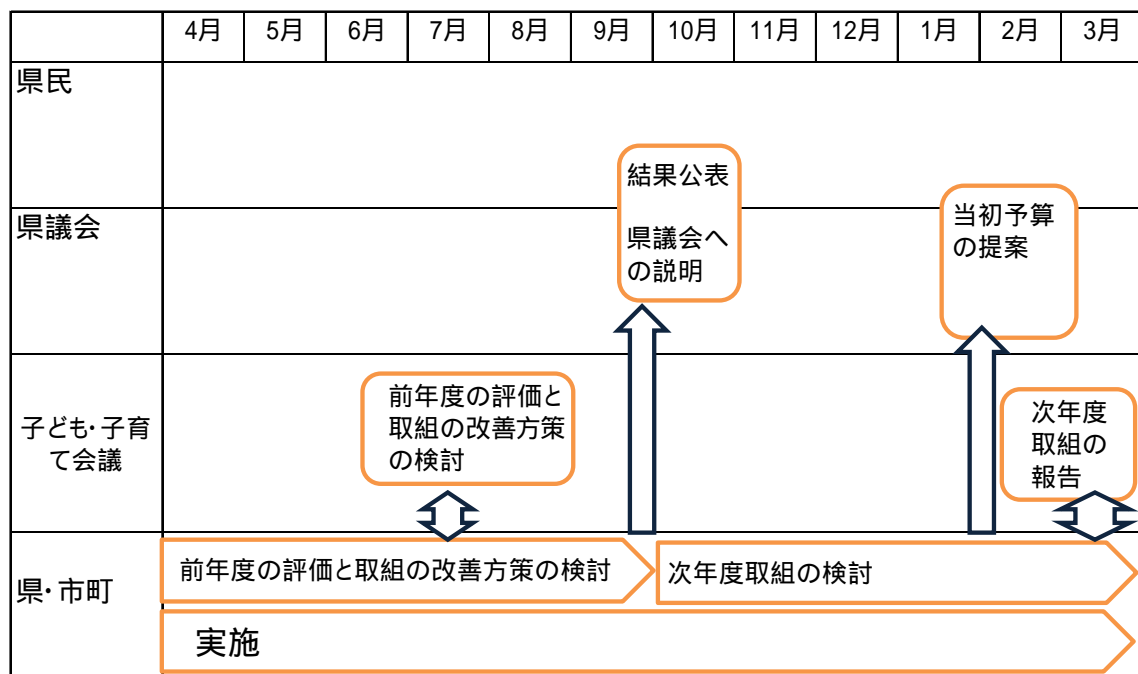 4月 5月 6月 7月 8月 9月 10月 11月 12月 1月 2月 3月
県民
結果公表
県議会
県議会へ
の説明
当初予算
の提案
子ども・子育
て会議
前年度の評価と
取組の改善方策
の検討
次年度
取組の
報告
県・市町
前年度の評価と取組の改善方策の検討
次年度取組の検討
実施